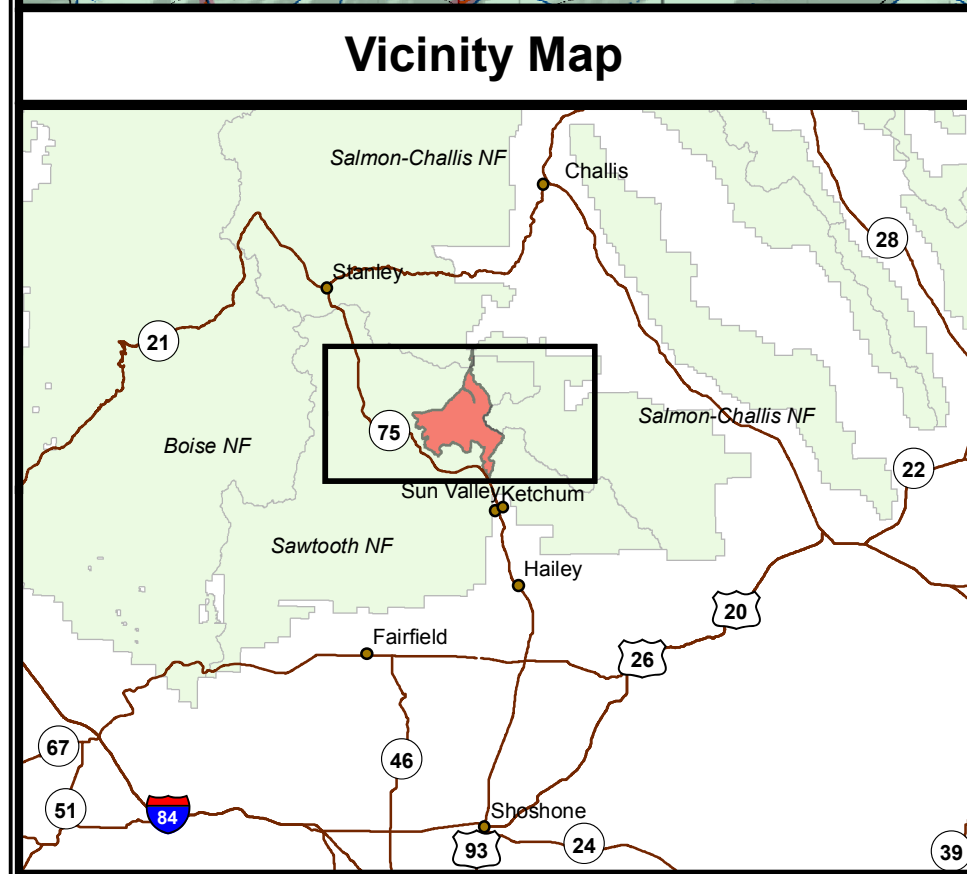 Vicinity Map
Salmon-Challis NF
Challis
28
Stanley
21
75
Salmon-Challis NF
Boise NF
22
Sun Valley
Ketchum
Sawtooth NF
Hailey
20
Fairfield
26
67
46
51
84
Shoshone
93
24
39